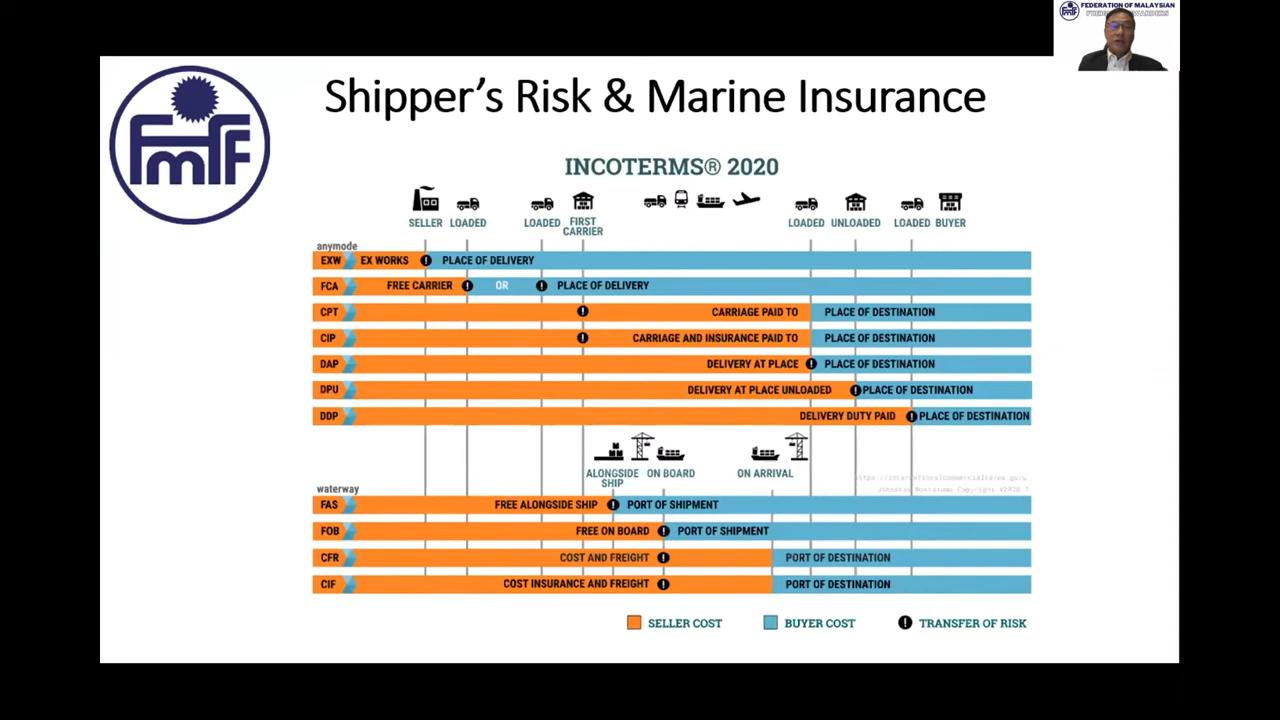 FEDERATION OF MALAYSIAN
FREIGHT FORWARDERS
FMFF
Shipper's Risk & Marine Insurance
INCOTERMS® 2020
SELLER LOADED LOADED FIRST CARRIER LOADED UNLOADED LOADED BUYER
anymode
EXW EX WORKS PLACE OF DELIVERY
FCA FREE CARRIER OR PLACE OF DELIVERY
CPT CARRIAGE PAID TO PLACE OF DESTINATION
CIP CARRIAGE AND INSURANCE PAID TO PLACE OF DESTINATION
DAP DELIVERY AT PLACE PLACE OF DESTINATION
DPU DELIVERY AT PLACE UNLOADED PLACE OF DESTINATION
DDP DELIVERY DUTY PAID PLACE OF DESTINATION
ALONGSIDE SHIP ON BOARD ON ARRIVAL
waterway
FAS FREE ALONGSIDE SHIP PORT OF SHIPMENT
FOB FREE ON BOARD PORT OF SHIPMENT
CFR COST AND FREIGHT PORT OF DESTINATION
CIF COST INSURANCE AND FREIGHT PORT OF DESTINATION
SELLER COST BUYER COST TRANSFER OF RISK